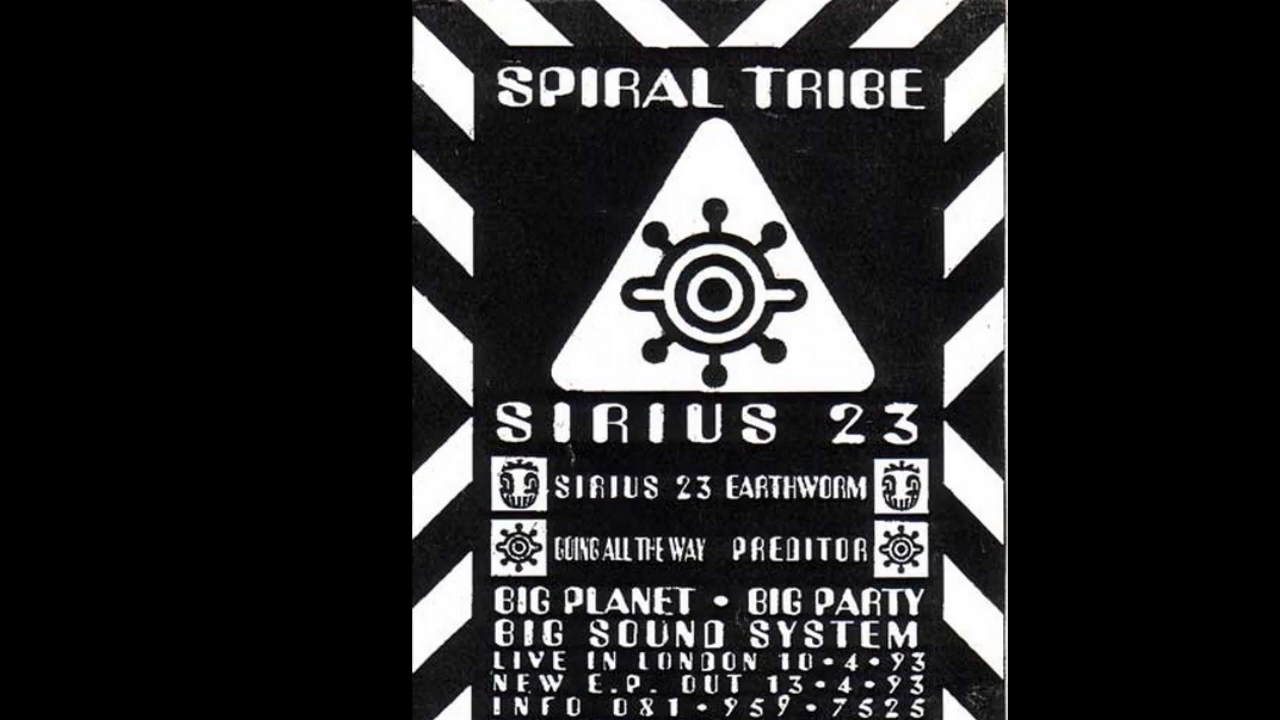 SPIRAL TRIBE
SIRIUS 23
SIRIUS 23 EARTHWORM
GOING ALL THE WAY PREDITOR
BIG PLANET • BIG PARTY
BIG SOUND SYSTEM
LIVE IN LONDON 10•4•93
NEW E.P. OUT 13•4•93
INFO 081•959•7525